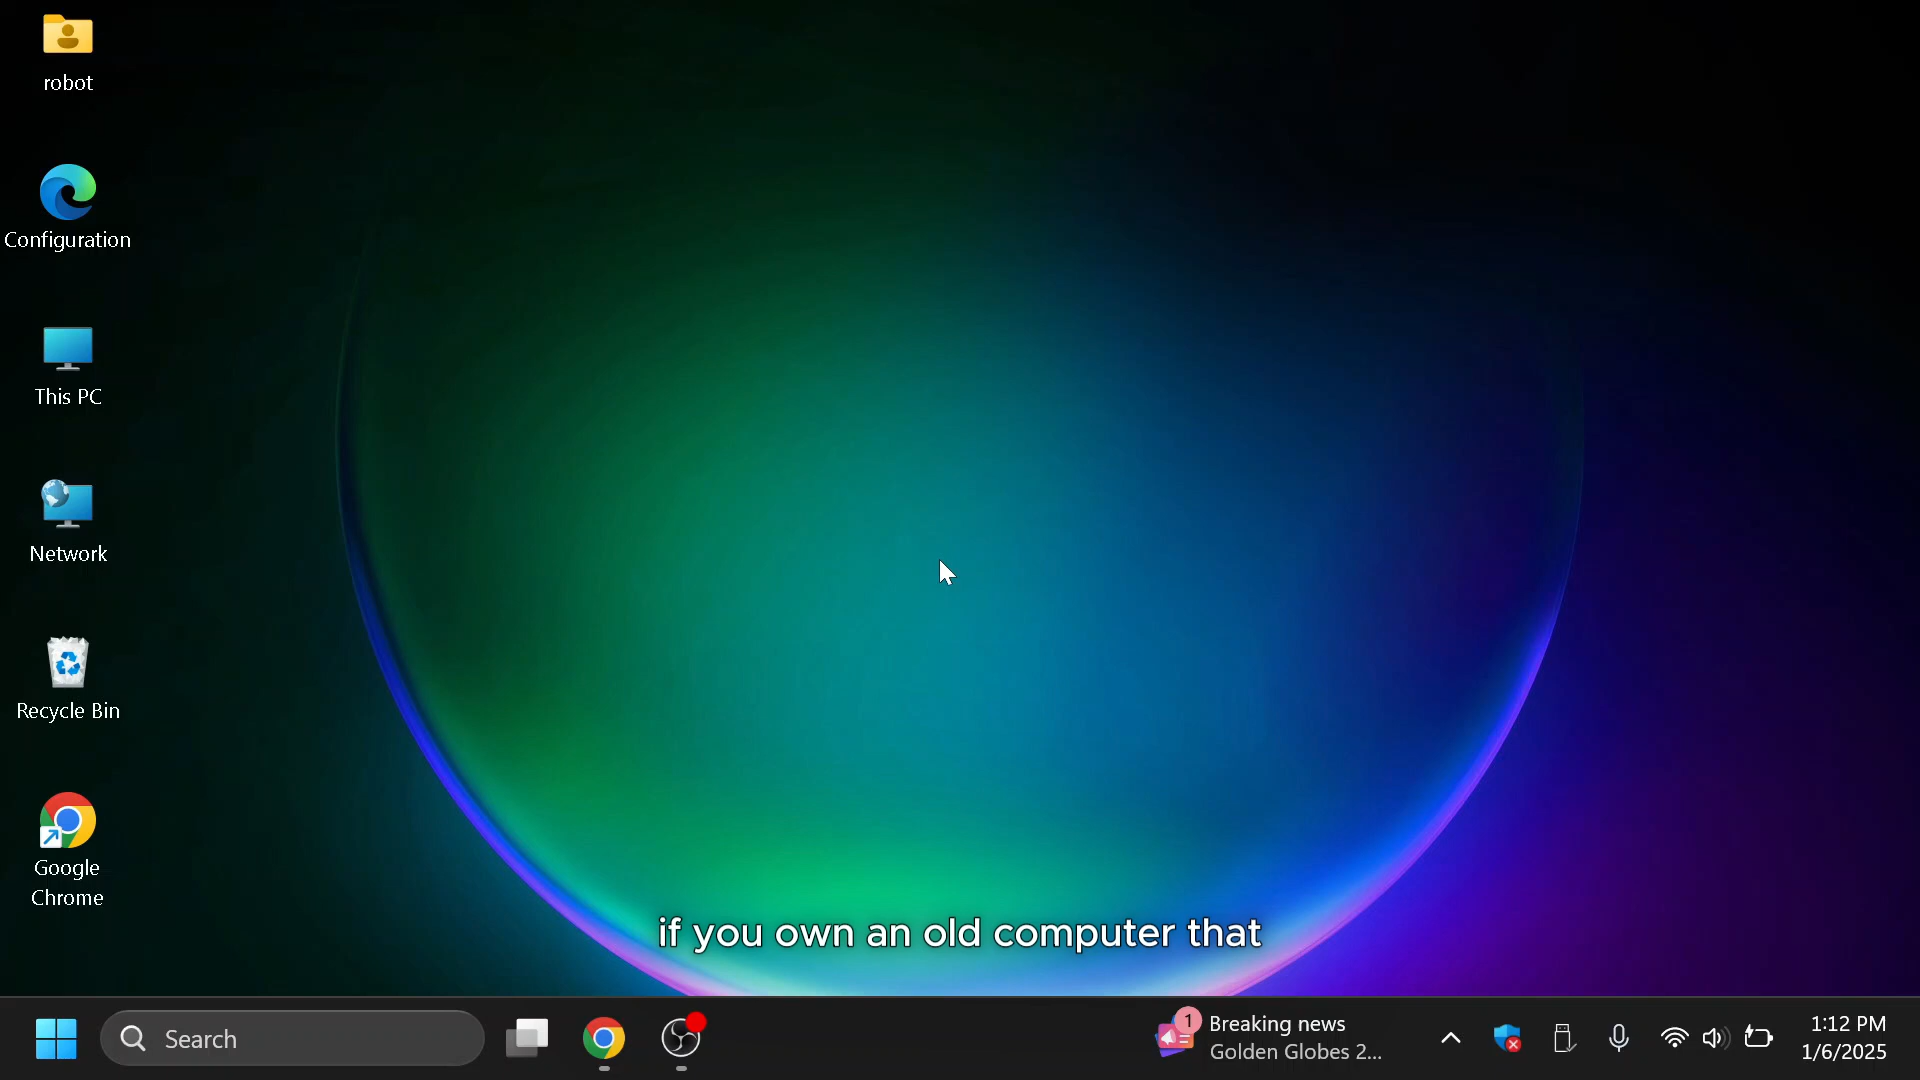 robot
Configuration
This PC
Network
Recycle Bin
Google
Chrome
if you own an old computer that
Search
1
Breaking news
Golden Globes 2...
1:12 PM
1/6/2025